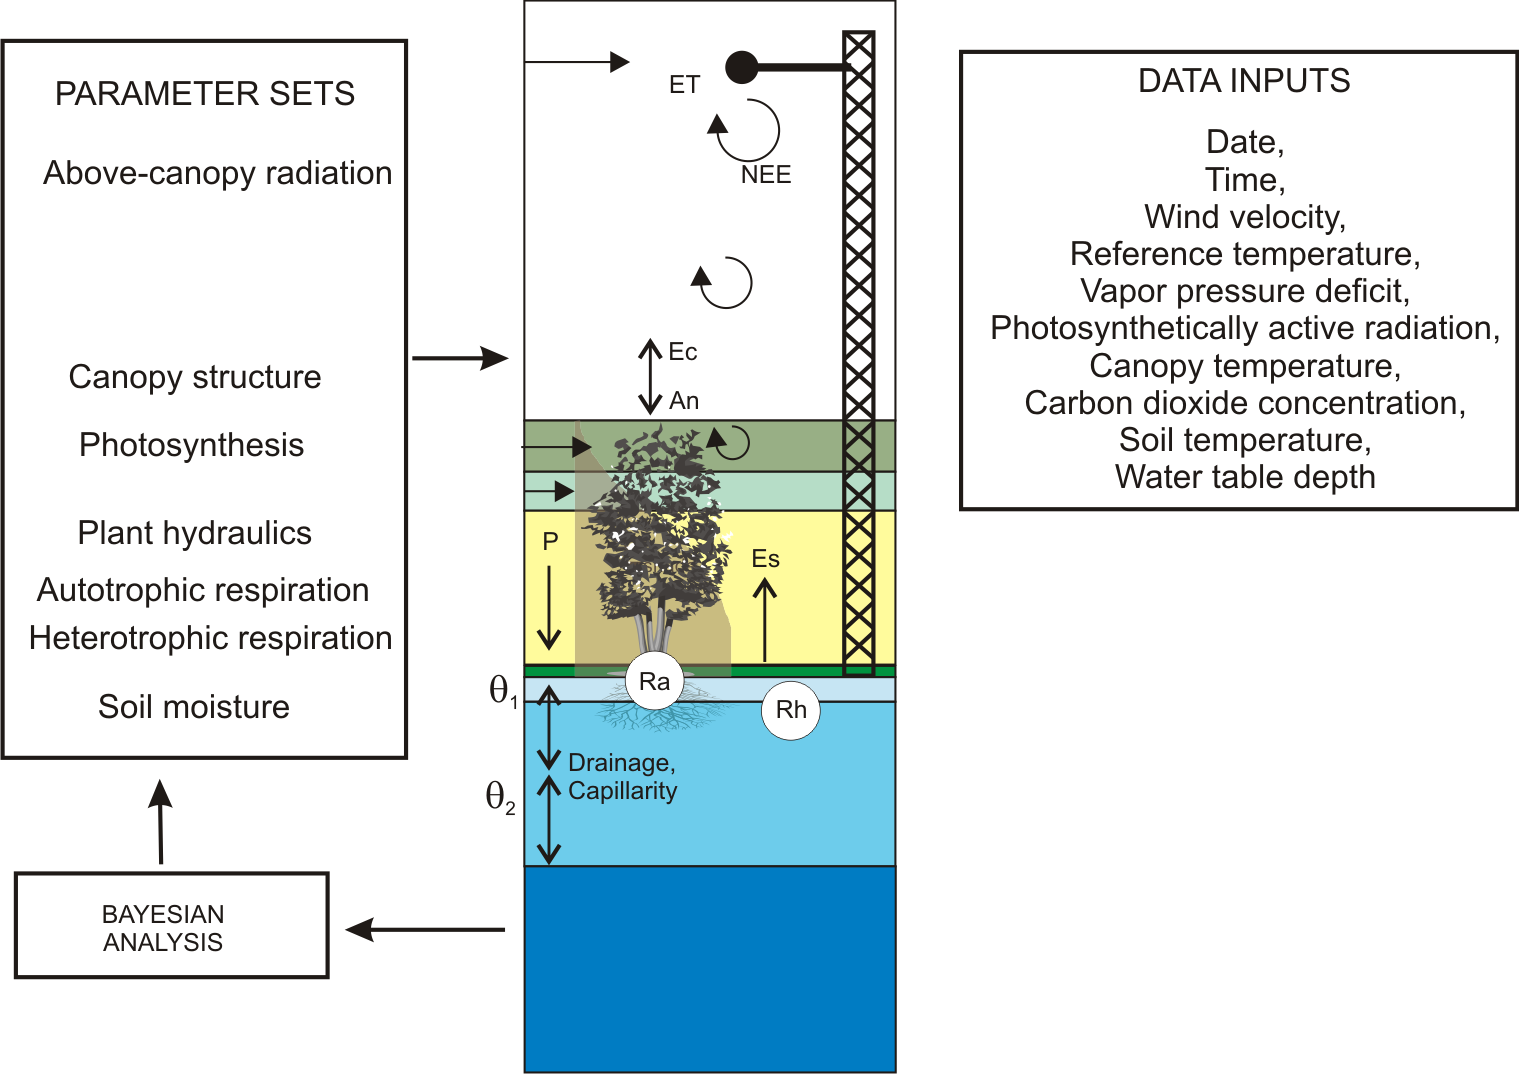 PARAMETER SETS
Above-canopy radiation
Canopy structure
Photosynthesis
Plant hydraulics
Autotrophic respiration
Heterotrophic respiration
Soil moisture
BAYESIAN
ANALYSIS
ET
NEE
Ec
An
P
Es
Ra
Rh
θ1
Drainage,
Capillarity
θ2
DATA INPUTS
Date,
Time,
Wind velocity,
Reference temperature,
Vapor pressure deficit,
Photosynthetically active radiation,
Canopy temperature,
Carbon dioxide concentration,
Soil temperature,
Water table depth